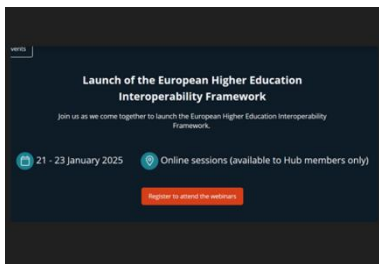 vents
Launch of the European Higher Education
Interoperability Framework
Join us as we come together to launch the European Higher Education Interoperability
Framework.
21 - 23 January 2025
Online sessions (available to Hub members only)
Register to attend the webinars